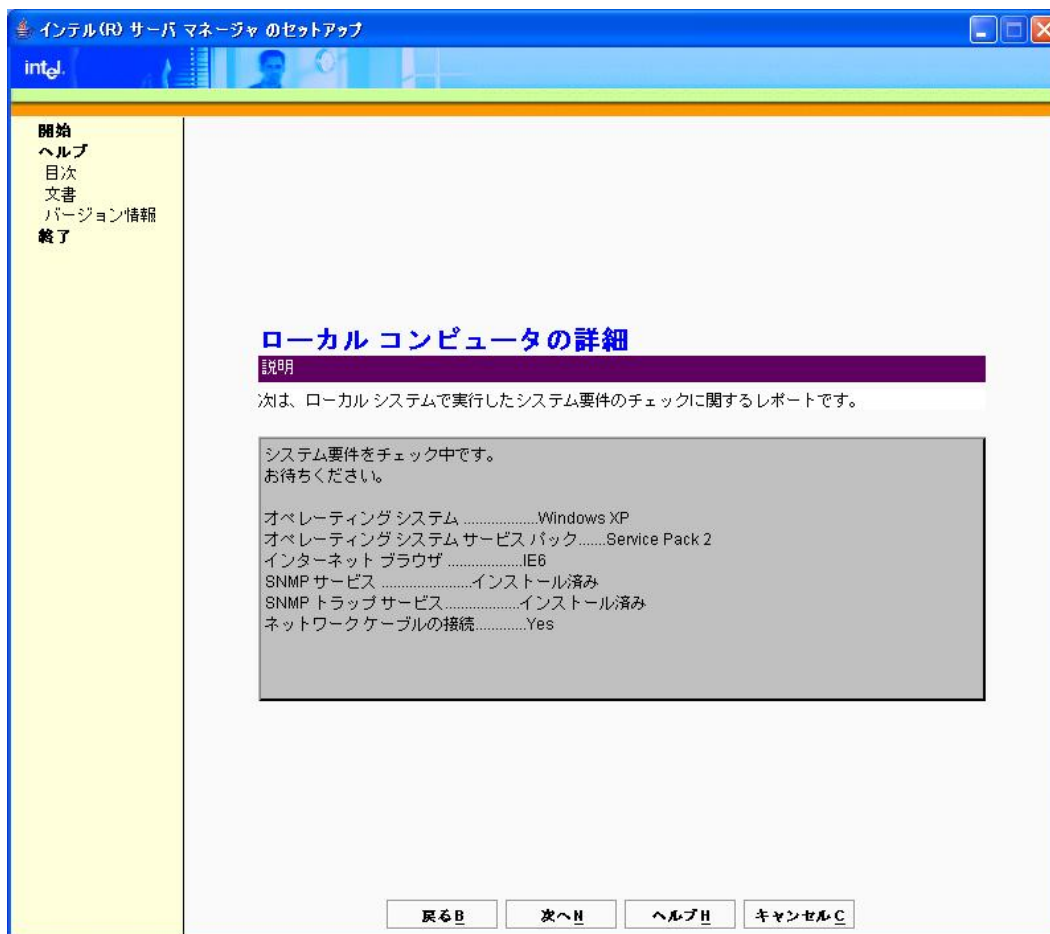 インテル(R) サーバ マネージャ のセットアップ
intel.
開始
ヘルプ
目次
文書
バージョン情報
終了
ローカル コンピュータの詳細
説明
次は、ローカル システムで実行したシステム要件のチェックに関するレポートです。
システム要件をチェック中です。
お待ちください。
オペレーティング システム ..................Windows XP
オペレーティング システム サービス パック.......Service Pack 2
インターネット ブラウザ ..................IE6
SNMP サービス ......................インストール済み
SNMP トラップ サービス..................インストール済み
ネットワーク ケーブルの接続............Yes
戻る B
次へ N
ヘルプ H
キャンセル C